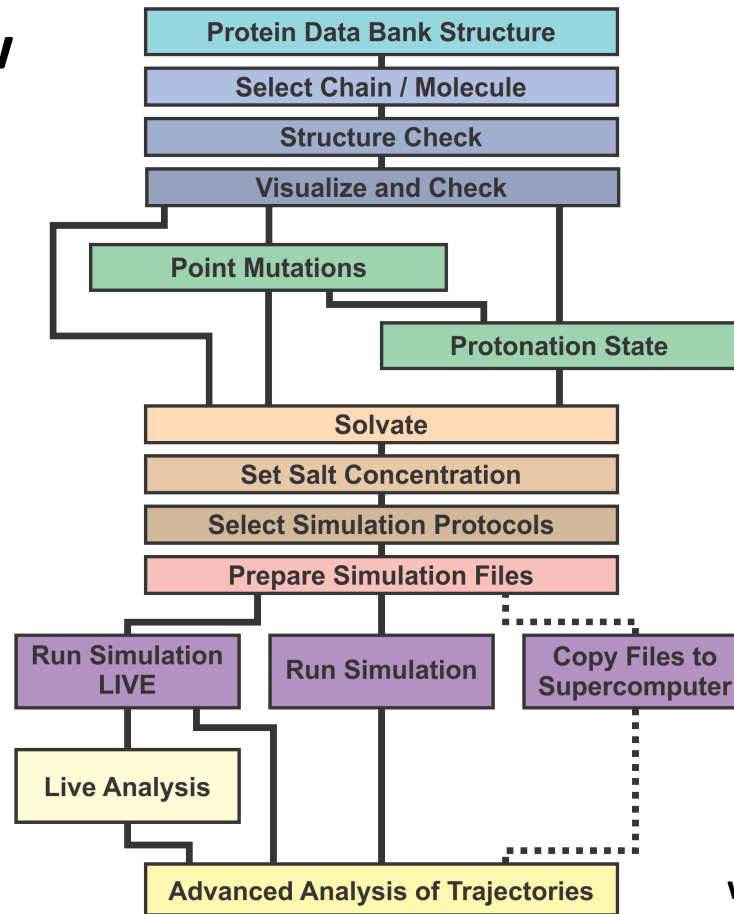 Protein Data Bank Structure
Select Chain / Molecule
Structure Check
Visualize and Check
Point Mutations
Protonation State
Solvate
Set Salt Concentration
Select Simulation Protocols
Prepare Simulation Files
Run Simulation
LIVE
Run Simulation
Copy Files to
Supercomputer
Live Analysis
Advanced Analysis of Trajectories